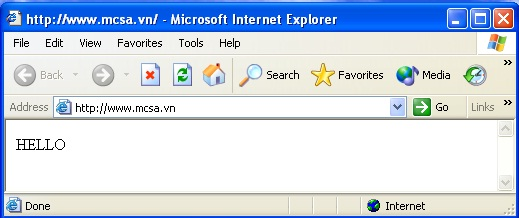 http://www.mcsa.vn/ - Microsoft Internet Explorer
File Edit View Favorites Tools Help
Back Search Favorites Media »
Address http://www.mcsa.vn Go Links »
HELLO
Done Internet